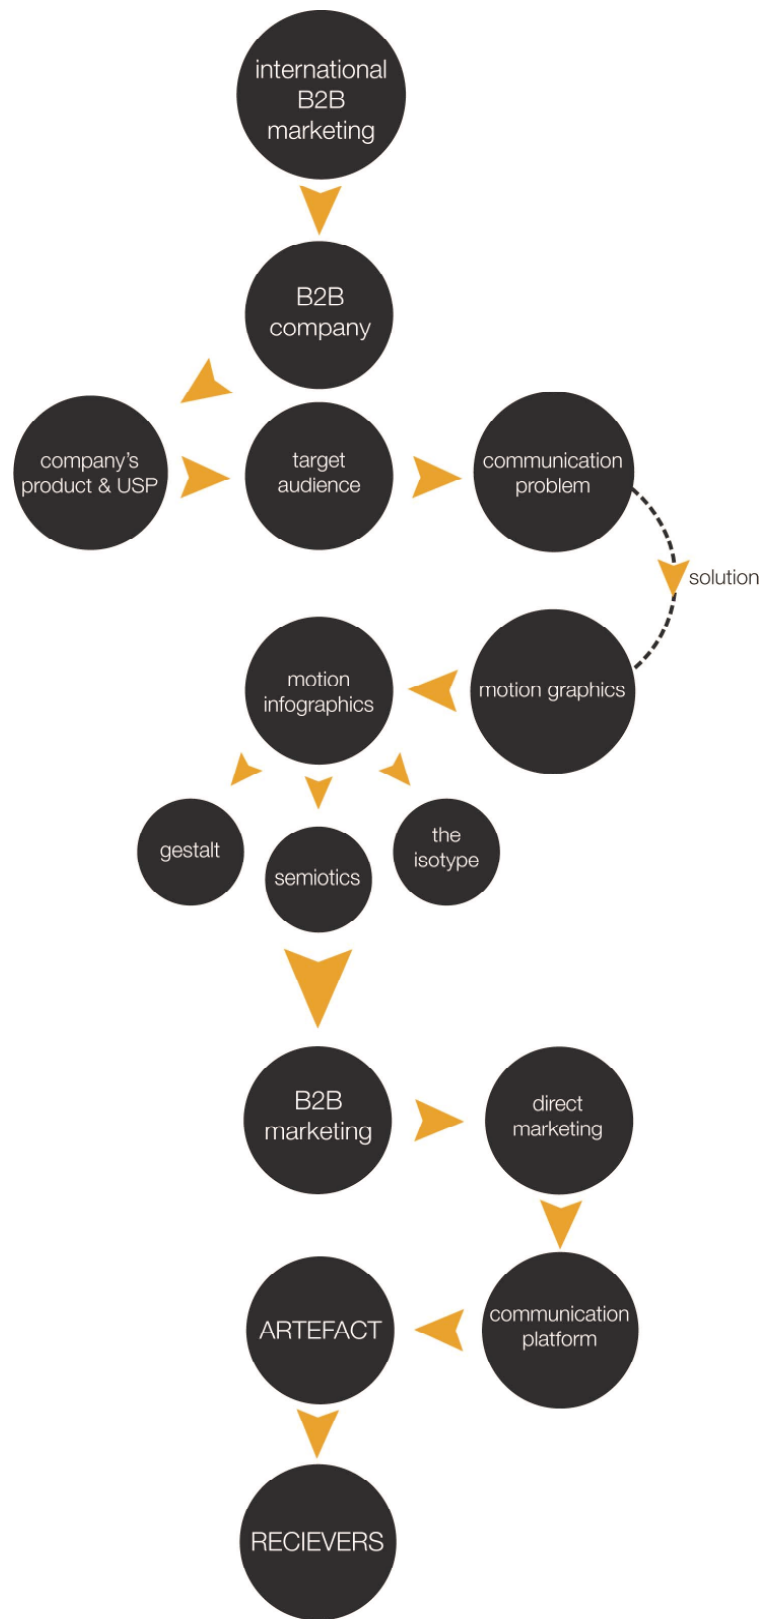 international
B2B
marketing
B2B
company
company's
product & USP
target
audience
communication
problem
solution
motion graphics
motion
infographics
gestalt
semiotics
the
isotype
B2B
marketing
direct
marketing
communication
platform
ARTEFACT
RECIEVERS